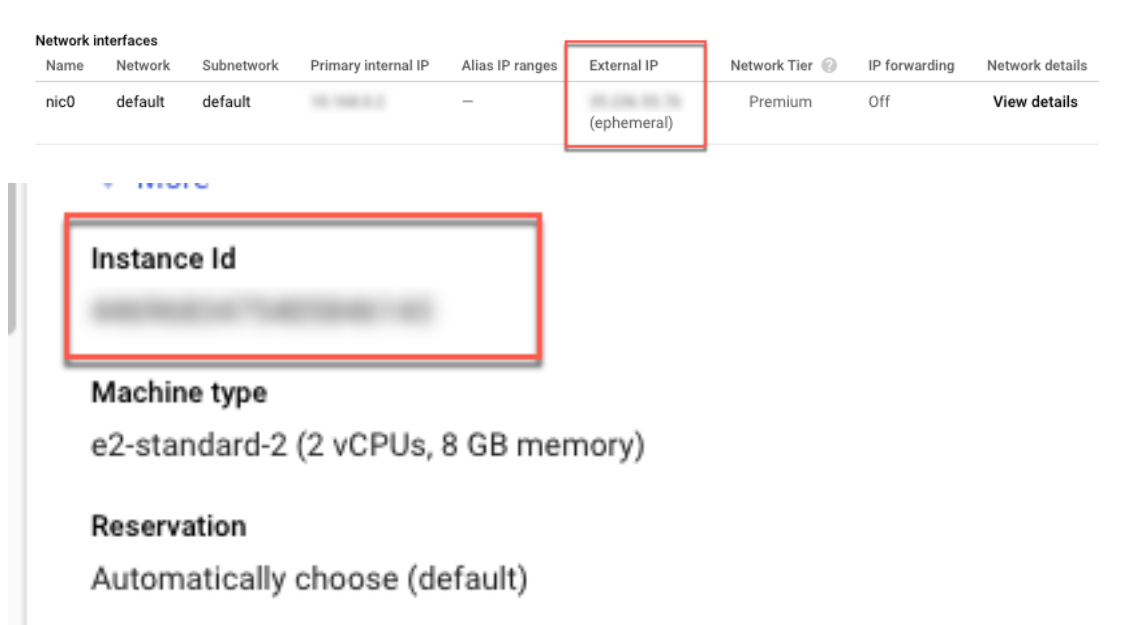 Network interfaces
Name Network Subnetwork Primary internal IP Alias IP ranges External IP Network Tier IP forwarding Network details
nic0 default default – Premium Off View details
(ephemeral)
Instance Id
Machine type
e2-standard-2 (2 vCPUs, 8 GB memory)
Reservation
Automatically choose (default)